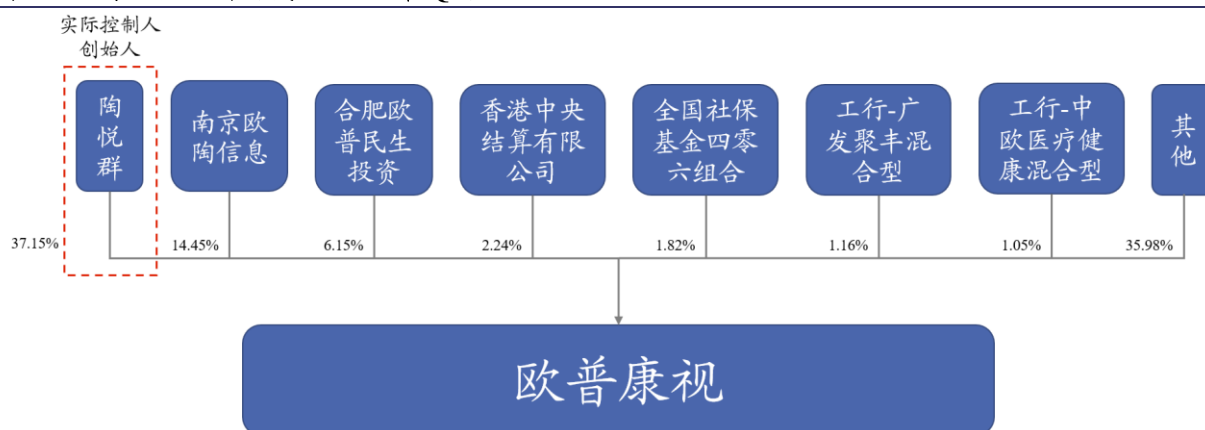 实际控制人
创始人
陶
悦
群
南京欧
陶信息
合肥欧
普民生
投资
香港中央
结算有限
公司
全国社保
基金四零
六组合
工行-广
发聚丰混
合型
工行-中
欧医疗健
康混合型
其
他
37.15%
14.45%
6.15%
2.24%
1.82%
1.16%
1.05%
35.98%
欧普康视